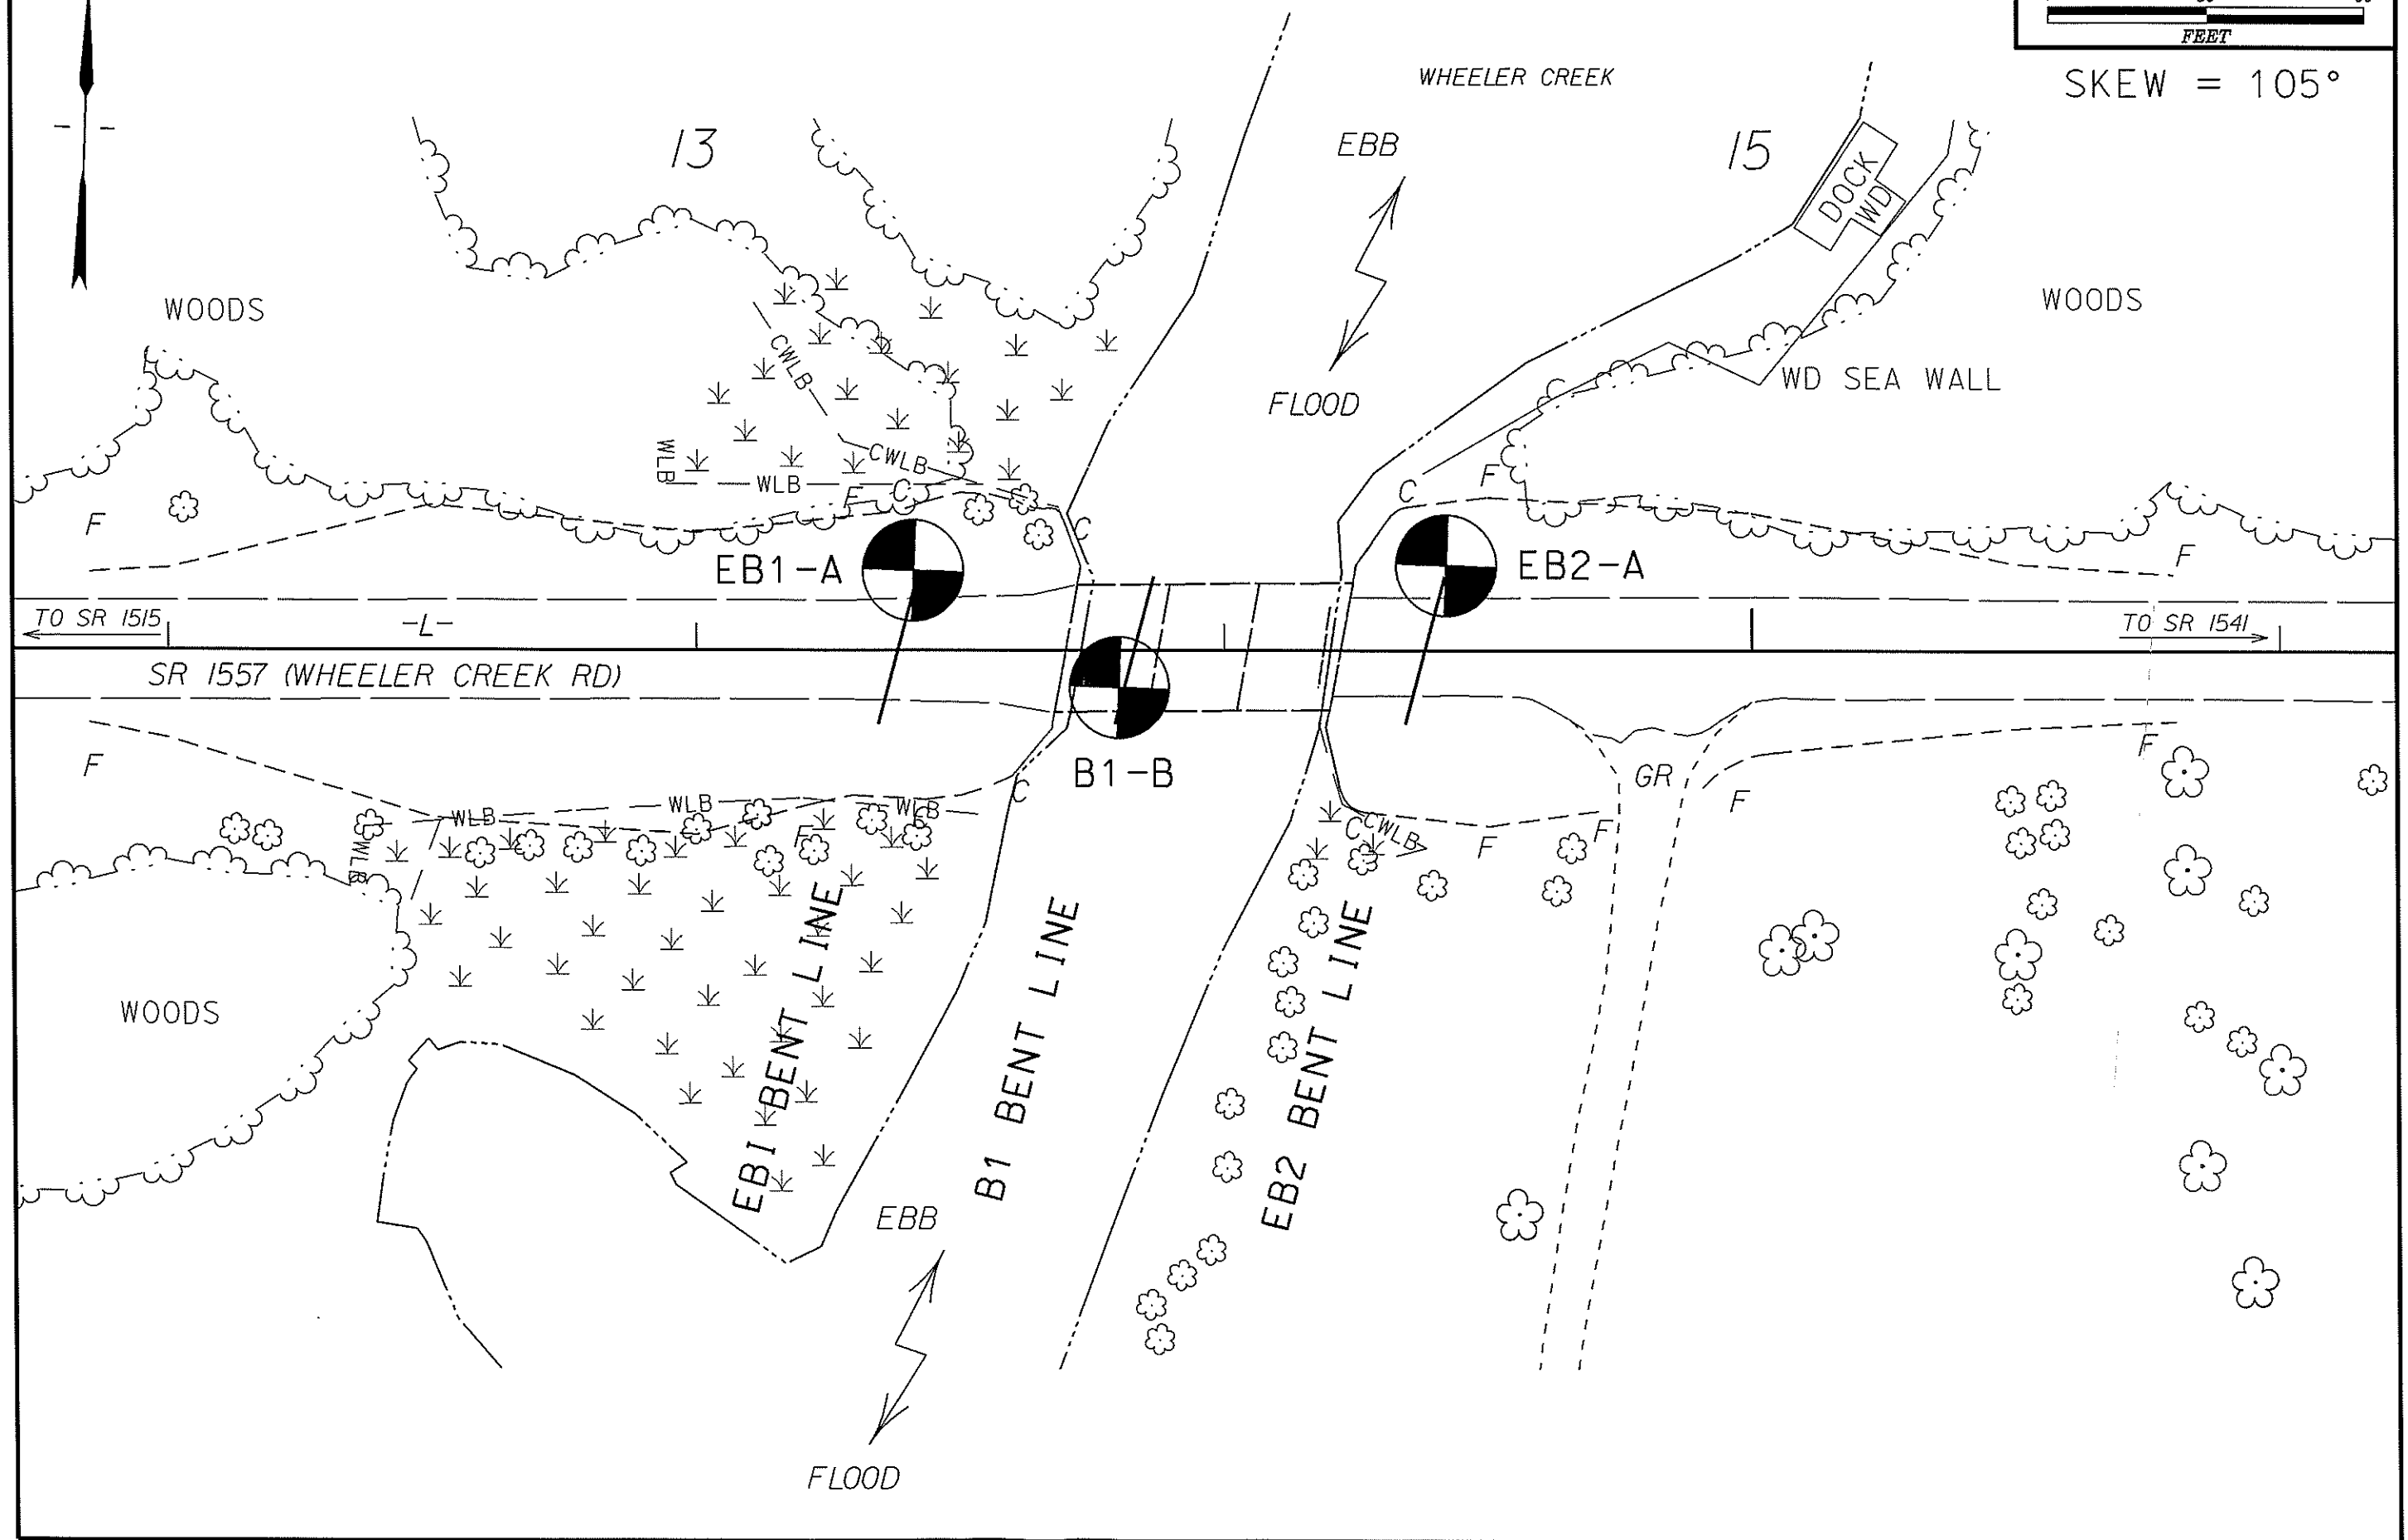 FEET
SKEW = 105°
WHEELER CREEK
13
EBB
15
DOCK
WD
WOODS
WOODS
CWLB
WD SEA WALL
FLOOD
WLB
CWLB
WLB
F
C
C
F
F
C
F
EB1-A
EB2-A
TO SR 1515
-L-
TO SR 1541
SR 1557 (WHEELER CREEK RD)
F
B1-B
C
GR
F
F
WLB
WLB
WLB
F
WLB
F
C
CWLB
F
F
WOODS
EB1 BENT LINE
B1 BENT LINE
EB2 BENT LINE
EBB
FLOOD